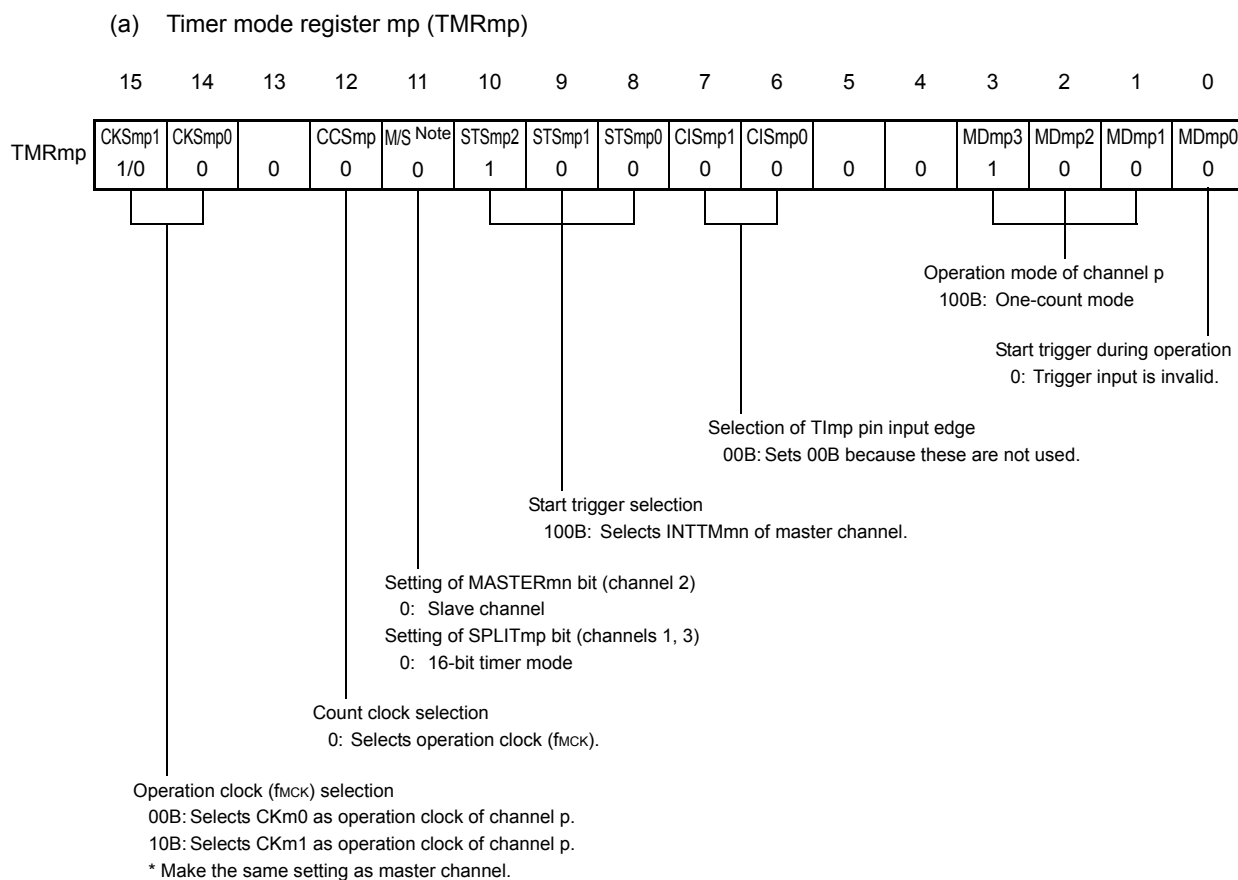 (a) Timer mode register mp (TMRmp)
15 14 13 12 11 10 9 8 7 6 5 4 3 2 1 0
TMRmp
CKSmp1 CKSmp0 CCSmp M/S Note STSmp2 STSmp1 STSmp0 CISmp1 CISmp0 MDmp3 MDmp2 MDmp1 MDmp0
1/0 0 0 0 0 1 0 0 0 0 0 0 1 0 0 0
Operation mode of channel p
100B: One-count mode
Start trigger during operation
0: Trigger input is invalid.
Selection of TImp pin input edge
00B: Sets 00B because these are not used.
Start trigger selection
100B: Selects INTTMmn of master channel.
Setting of MASTERmn bit (channel 2)
0: Slave channel
Setting of SPLITmp bit (channels 1, 3)
0: 16-bit timer mode
Count clock selection
0: Selects operation clock (fMCK).
Operation clock (fMCK) selection
00B: Selects CKm0 as operation clock of channel p.
10B: Selects CKm1 as operation clock of channel p.
* Make the same setting as master channel.